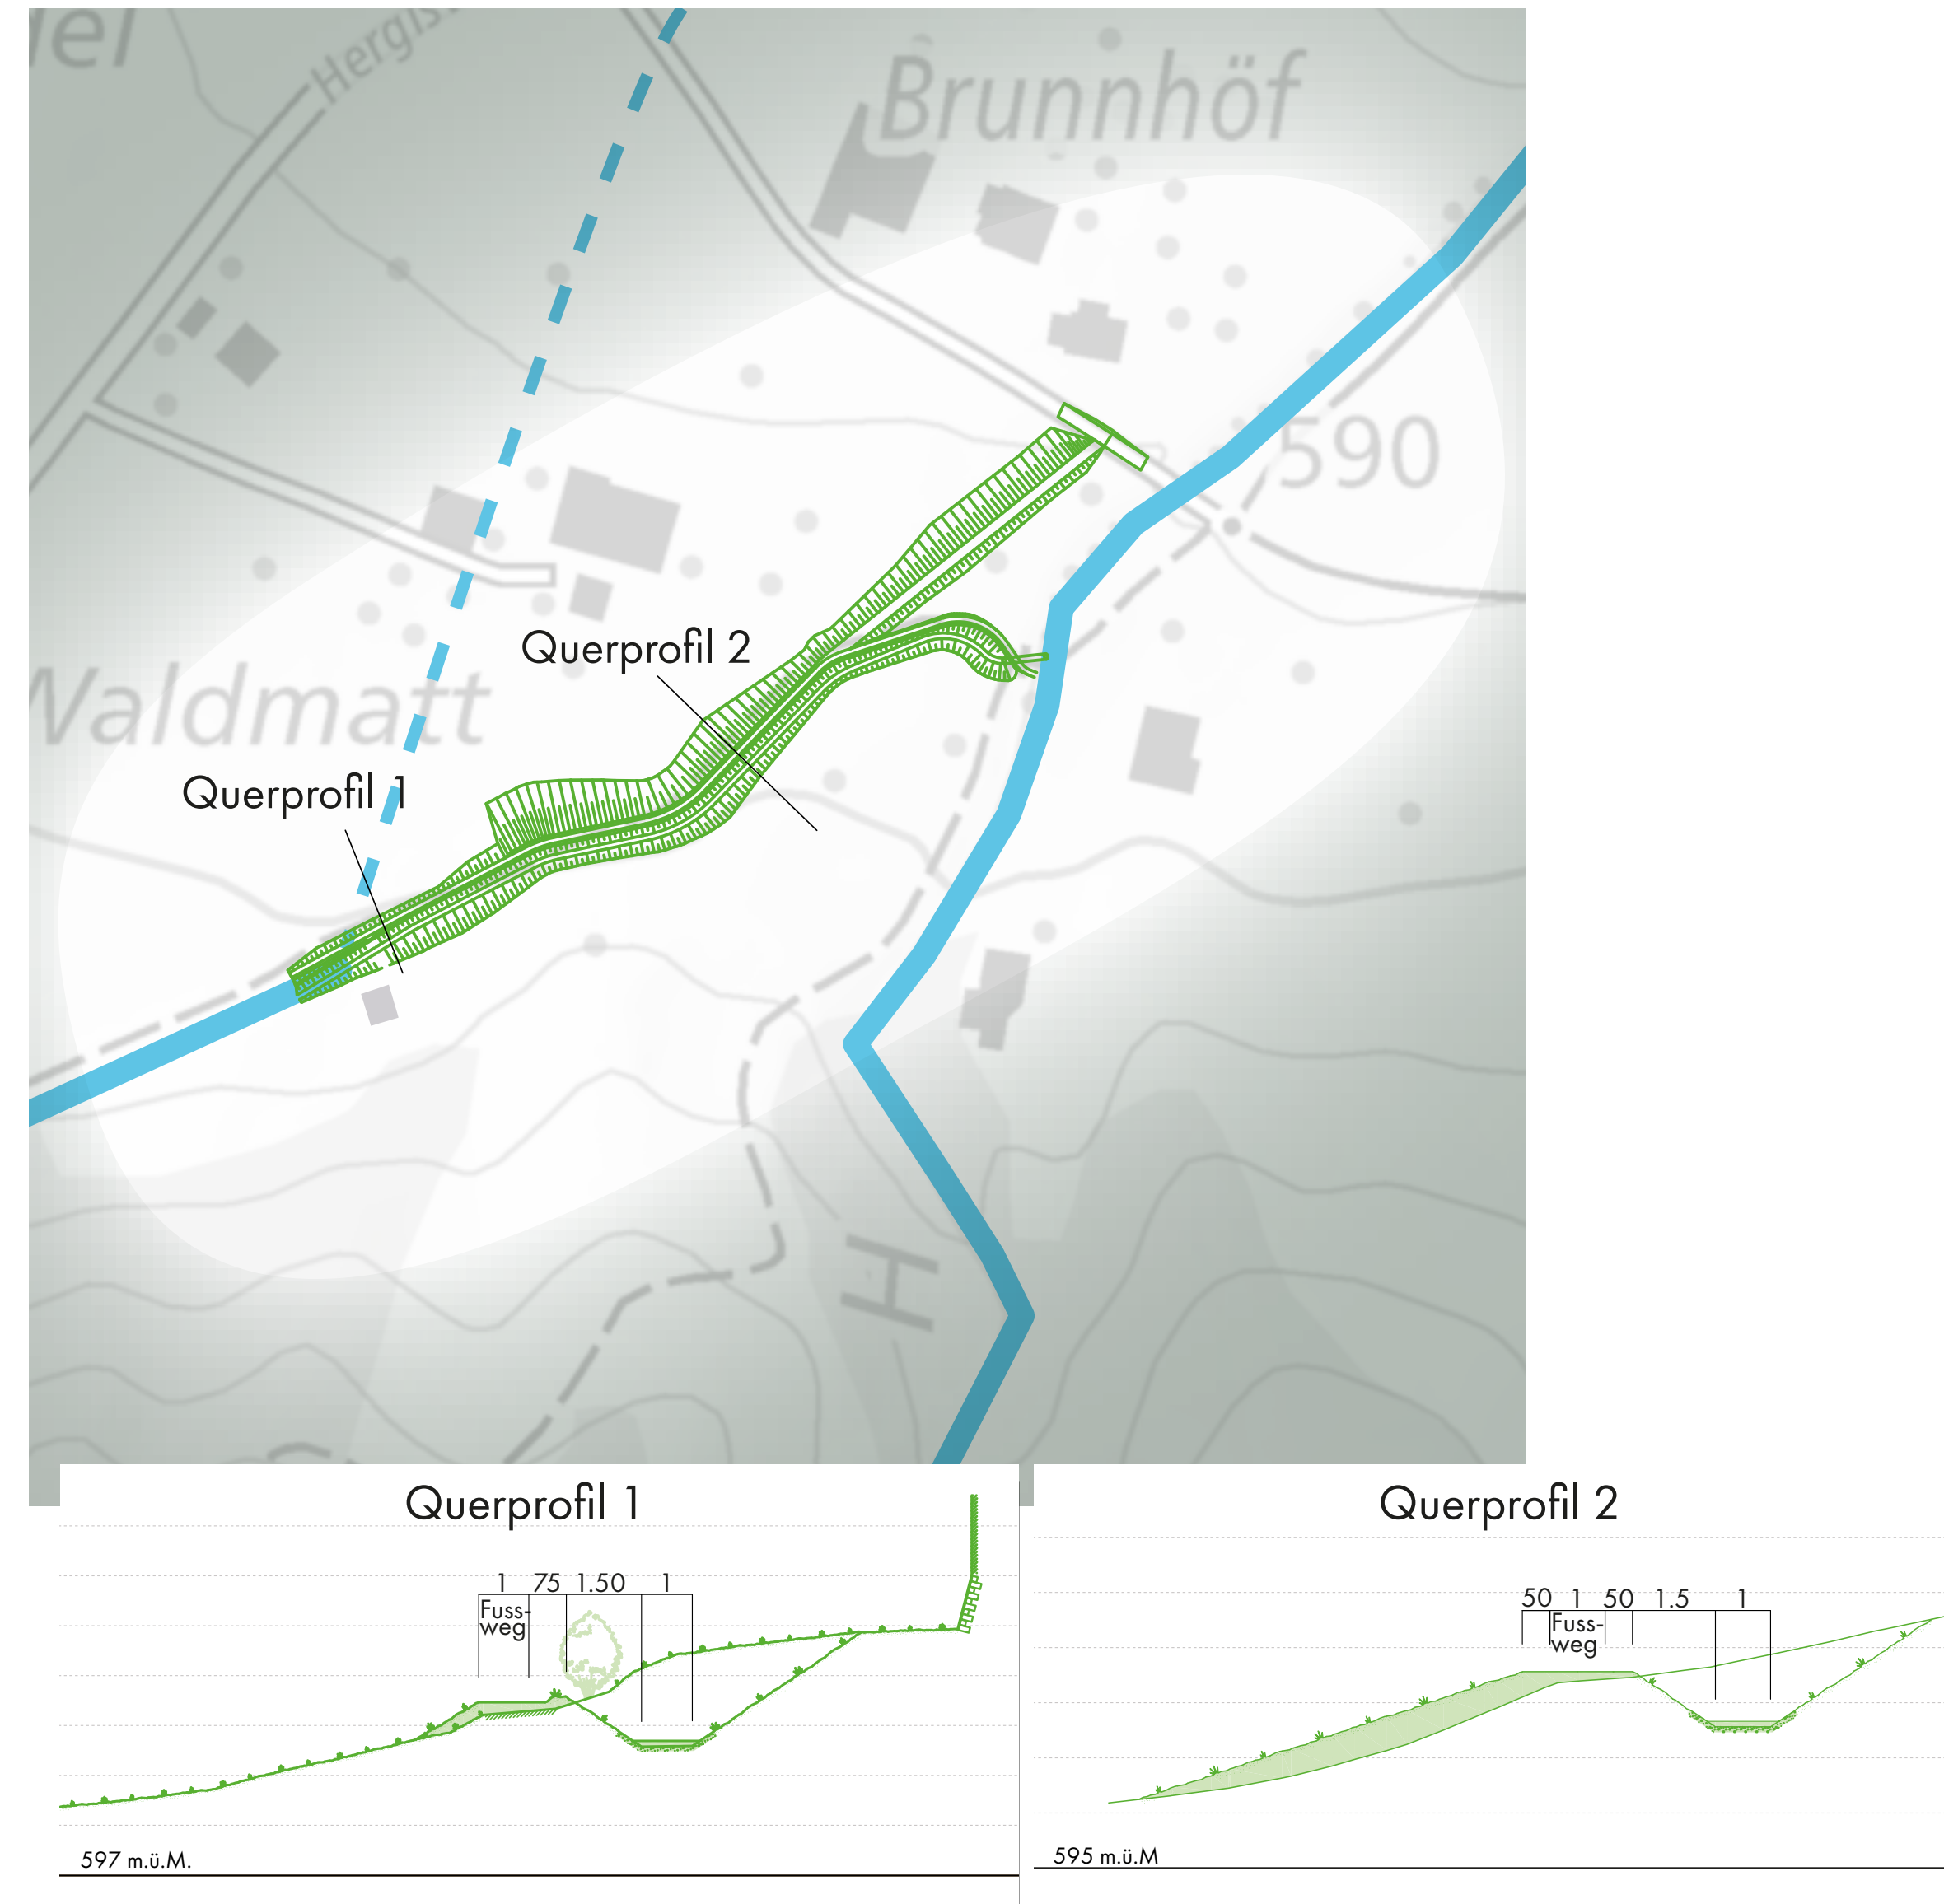 Brunnhöf
590
Querprofil 2
Waldmatt
Querprofil 1
H
Querprofil 1
1 75 1.50 1
Fuss-
weg
597 m.ü.M.
Querprofil 2
50 1 50 1.5 1
Fuss-
weg
595 m.ü.M